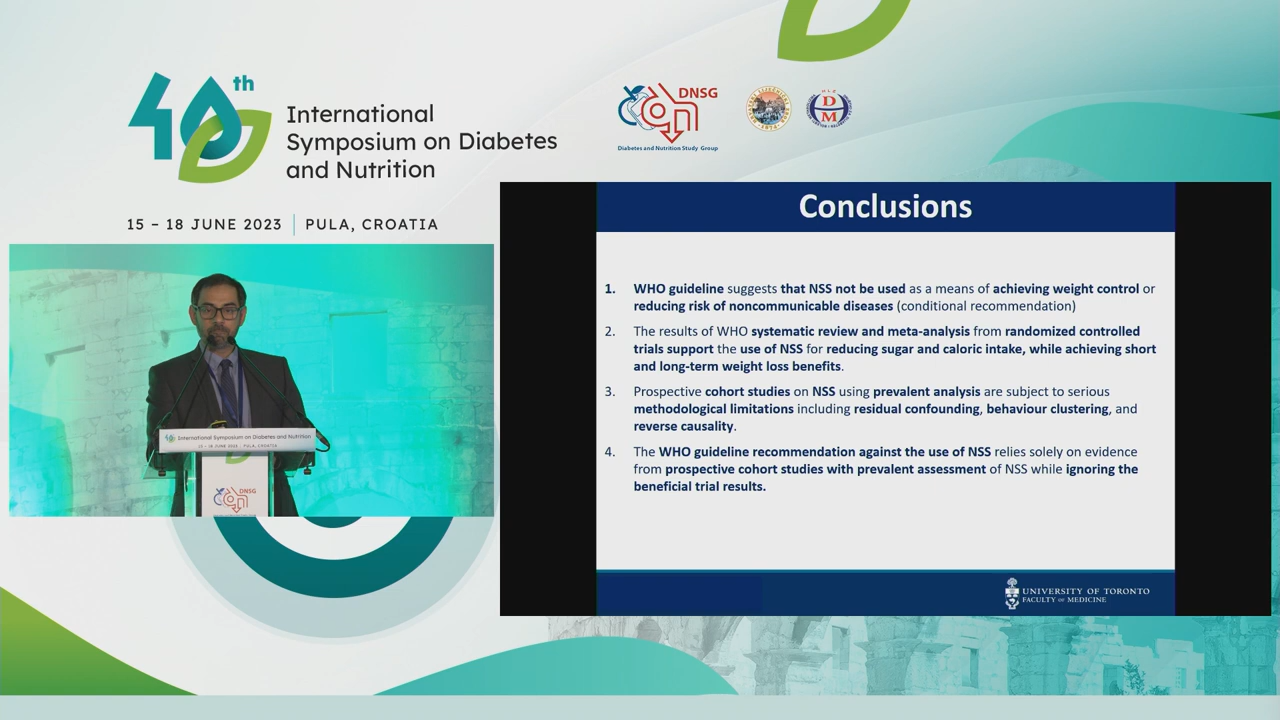 40th
International
Symposium on Diabetes
and Nutrition
15 – 18 JUNE 2023 | PULA, CROATIA
DNSG
Diabetes and Nutrition Study Group
D
M
Conclusions
1. WHO guideline suggests that NSS not be used as a means of achieving weight control or
reducing risk of noncommunicable diseases (conditional recommendation)
2. The results of WHO systematic review and meta-analysis from randomized controlled
trials support the use of NSS for reducing sugar and caloric intake, while achieving short
and long-term weight loss benefits.
3. Prospective cohort studies on NSS using prevalent analysis are subject to serious
methodological limitations including residual confounding, behaviour clustering, and
reverse causality.
4. The WHO guideline recommendation against the use of NSS relies solely on evidence
from prospective cohort studies with prevalent assessment of NSS while ignoring the
beneficial trial results.
UNIVERSITY OF TORONTO
FACULTY OF MEDICINE
International Symposium on Diabetes and Nutrition
15 – 18 JUNE 2023 | PULA, CROATIA
DNSG